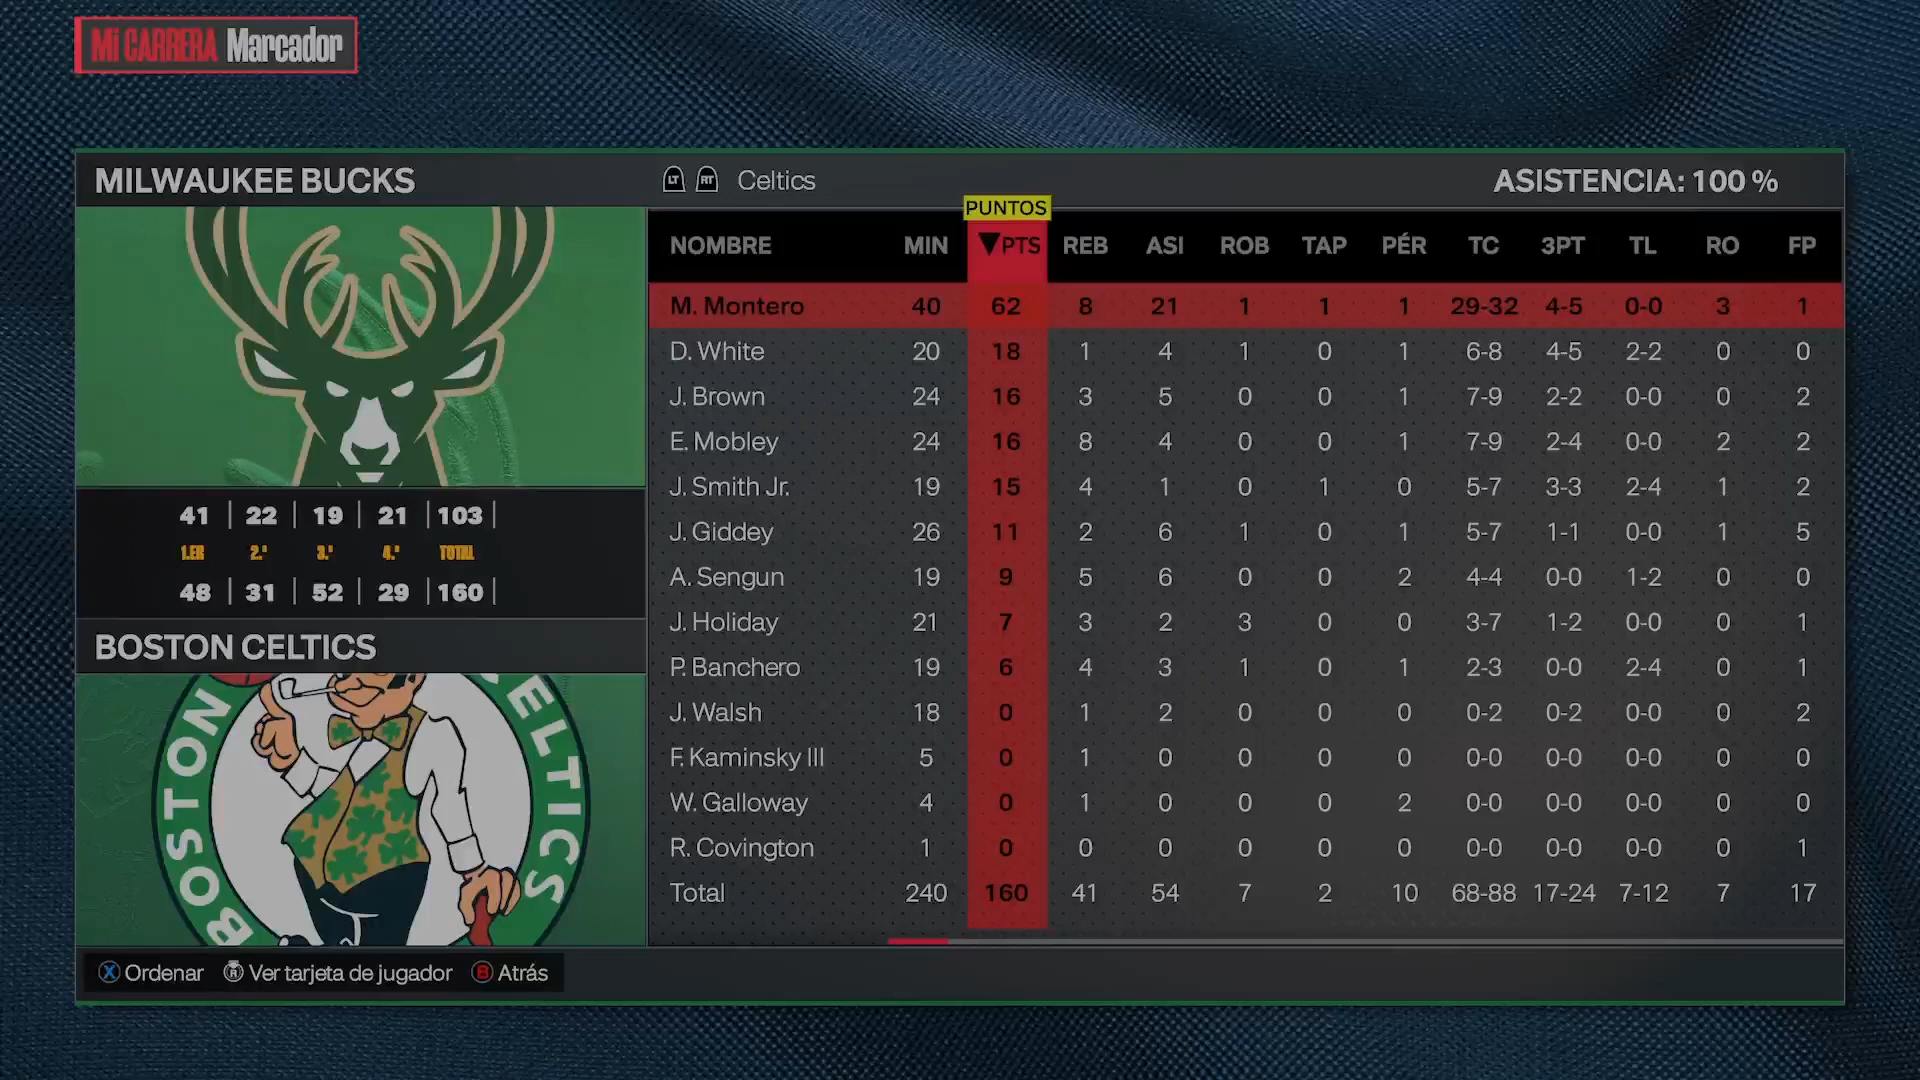 Mi CARRERA Marcador
MILWAUKEE BUCKS
LT RT Celtics
ASISTENCIA: 100 %
PUNTOS
NOMBRE MIN ▼PTS REB ASI ROB TAP PÉR TC 3PT TL RO FP
M. Montero 40 62 8 21 1 1 1 29-32 4-5 0-0 3 1
D. White 20 18 1 4 1 0 1 6-8 4-5 2-2 0 0
J. Brown 24 16 3 5 0 0 1 7-9 2-2 0-0 0 2
E. Mobley 24 16 8 4 0 0 1 7-9 2-4 0-0 2 2
J. Smith Jr. 19 15 4 1 0 1 0 5-7 3-3 2-4 1 2
J. Giddey 26 11 2 6 1 0 1 5-7 1-1 0-0 1 5
A. Sengun 19 9 5 6 0 0 2 4-4 0-0 1-2 0 0
J. Holiday 21 7 3 2 3 0 0 3-7 1-2 0-0 0 1
P. Banchero 19 6 4 3 1 0 1 2-3 0-0 2-4 0 1
J. Walsh 18 0 1 2 0 0 0 0-2 0-2 0-0 0 2
F. Kaminsky III 5 0 1 0 0 0 0 0-0 0-0 0-0 0 0
W. Galloway 4 0 1 0 0 0 2 0-0 0-0 0-0 0 0
R. Covington 1 0 0 0 0 0 0 0-0 0-0 0-0 0 1
Total 240 160 41 54 7 2 10 68-88 17-24 7-12 7 17
41 22 19 21 103
1.ER 2.º 3.º 4.º TOTAL
48 31 52 29 160
BOSTON CELTICS
BOSTON CELTICS
X Ordenar R Ver tarjeta de jugador B Atrás